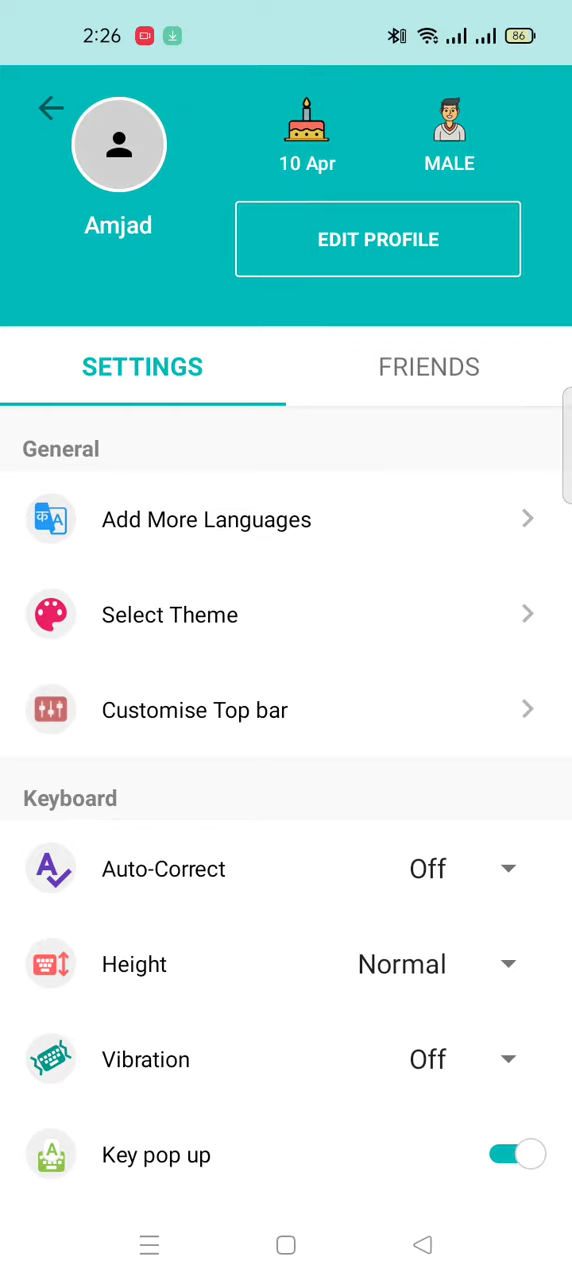 2:26
86
10 Apr
MALE
Amjad
EDIT PROFILE
SETTINGS
FRIENDS
General
Add More Languages
Select Theme
Customise Top bar
Keyboard
Auto-Correct
Off
Height
Normal
Vibration
Off
Key pop up